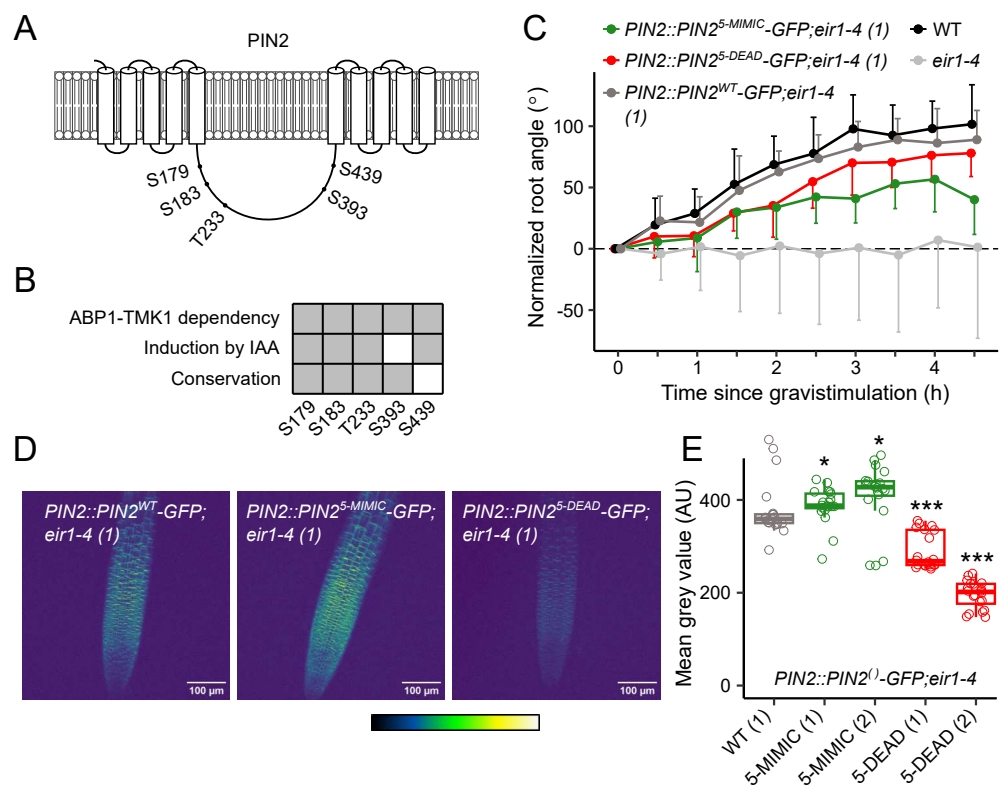 A
PIN2
S179
S183
T233
S393
S439
B
ABP1-TMK1 dependency
Induction by IAA
Conservation
S179
S183
T233
S393
S439
C
PIN2::PIN2^5-MIMIC-GFP;eir1-4 (1)
PIN2::PIN2^5-DEAD-GFP;eir1-4 (1)
PIN2::PIN2^WT-GFP;eir1-4
(1)
WT
eir1-4
Normalized root angle (°)
100
50
0
-50
0
1
2
3
4
Time since gravistimulation (h)
D
PIN2::PIN2^WT-GFP;
eir1-4 (1)
100 µm
PIN2::PIN2^5-MIMIC-GFP;
eir1-4 (1)
100 µm
PIN2::PIN2^5-DEAD-GFP;
eir1-4 (1)
100 µm
E
Mean grey value (AU)
400
200
0
*
*
***
***
PIN2::PIN2^()-GFP;eir1-4
WT (1)
5-MIMIC (1)
5-MIMIC (2)
5-DEAD (1)
5-DEAD (2)